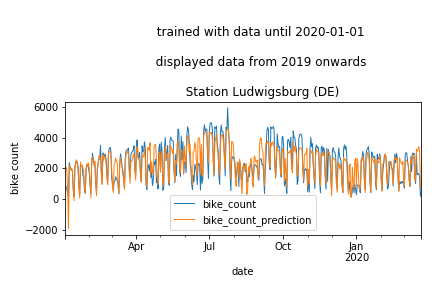 trained with data until 2020-01-01
displayed data from 2019 onwards
Station Ludwigsburg (DE)
6000
4000
2000
0
−2000
bike count
bike_count
bike_count_prediction
Apr
Jul
Oct
Jan
2020
date